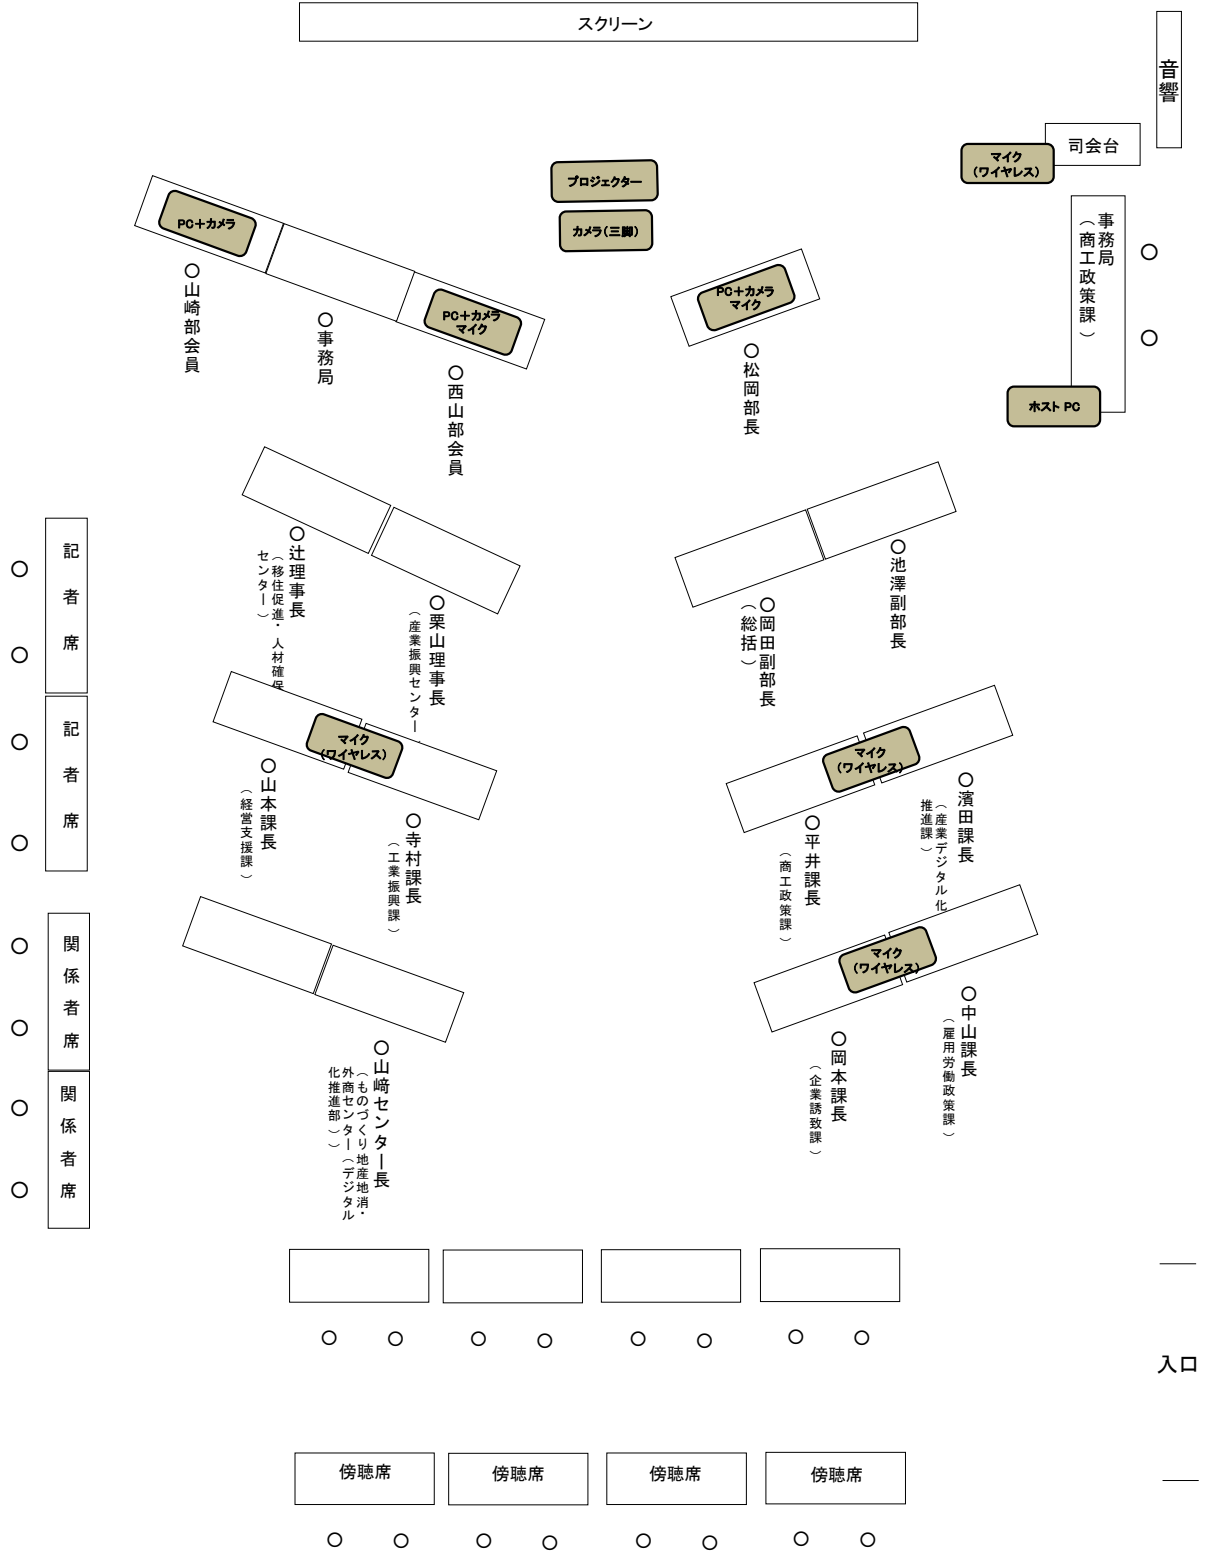 スクリーン
音響
司会台
マイク
(ワイヤレス)
プロジェクター
カメラ(三脚)
事務局
(商工政策課)
ホスト PC
PC+カメラ
○山崎部会員
○事務局
PC+カメラ
マイク
○西山部会員
PC+カメラ
マイク
○松岡部長
○辻理事長
(移住促進・人材確保
センター)
○栗山理事長
(産業振興センター
○岡田副部長
(総括)
○池澤副部長
記者席
記者席
マイク
(ワイヤレス)
○山本課長
(経営支援課)
○寺村課長
(工業振興課)
マイク
(ワイヤレス)
○平井課長
(商工政策課)
○濱田課長
(産業デジタル化
推進課)
関係者席
関係者席
○山﨑センター長
(ものづくり地産地消・
外商センター(デジタル
化推進部))
マイク
(ワイヤレス)
○岡本課長
(企業誘致課)
○中山課長
(雇用労働政策課)
入口
傍聴席
傍聴席
傍聴席
傍聴席